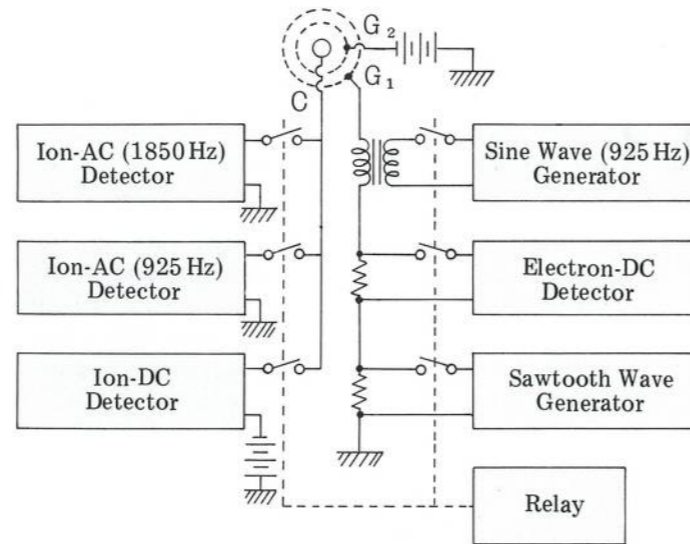 G₂
G₁
C
Ion-AC (1850 Hz)
Detector
Ion-AC (925 Hz)
Detector
Ion-DC
Detector
Sine Wave (925 Hz)
Generator
Electron-DC
Detector
Sawtooth Wave
Generator
Relay